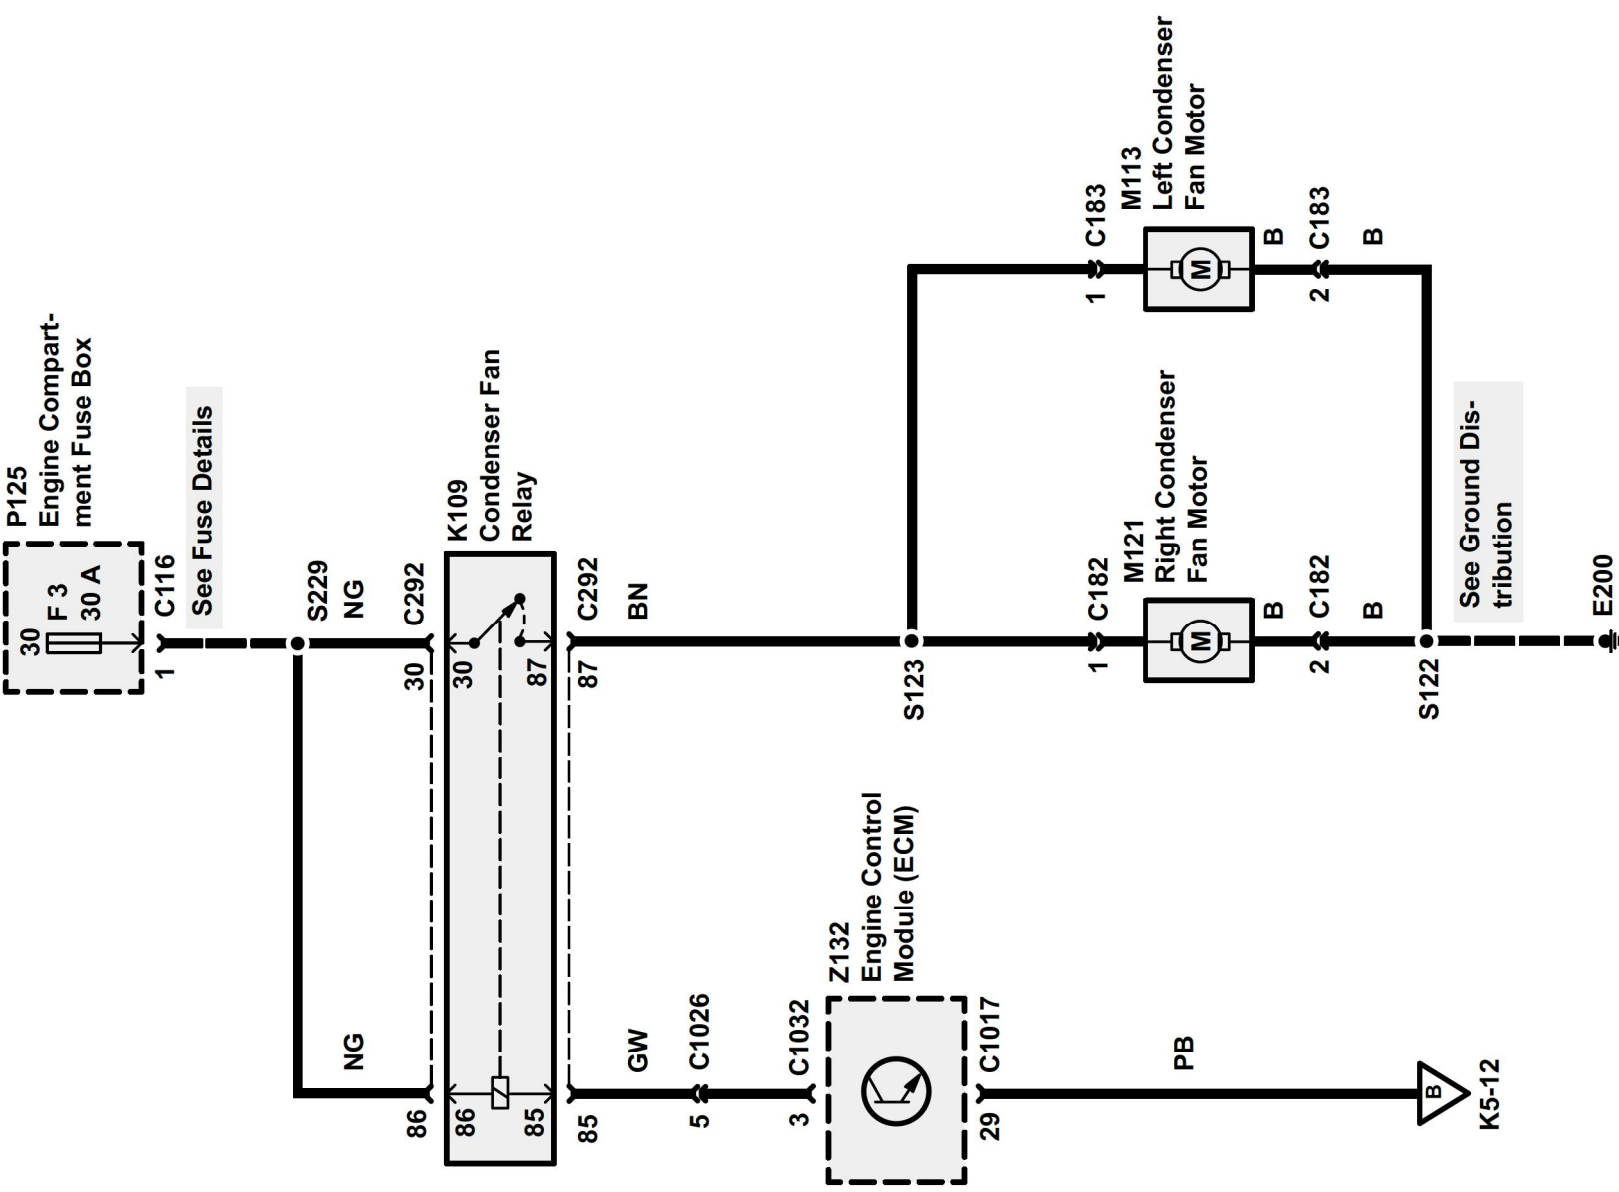 P125
Engine Compart-
ment Fuse Box
30
F 3
30 A
1
C116
See Fuse Details
S229
NG
NG
86
30
C292
K109
Condenser Fan
Relay
86
85
30
87
85
87
C292
GW
BN
5
C1026
3
C1032
Z132
Engine Control
Module (ECM)
29
C1017
PB
B
K5-12
S123
1
C182
M121
Right Condenser
Fan Motor
M
B
2
C182
B
1
C183
M113
Left Condenser
Fan Motor
M
B
2
C183
B
S122
See Ground Dis-
tribution
E200